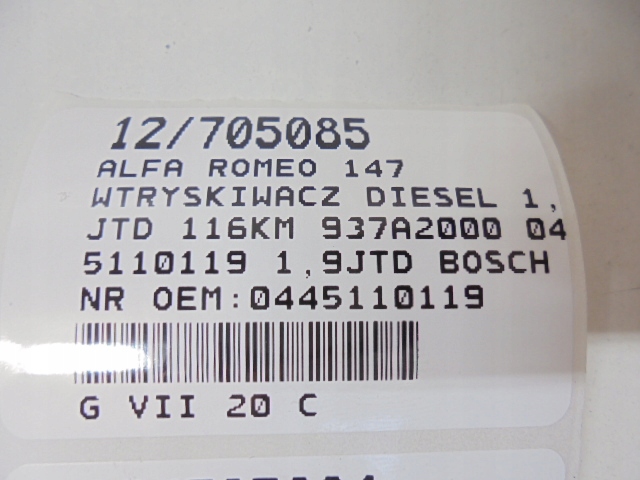 12/705085
ALFA ROMEO 147
WTRYSKIWACZ DIESEL 1,
JTD 116KM 937A2000 04
5110119 1,9JTD BOSCH
NR OEM:0445110119
G VII 20 C